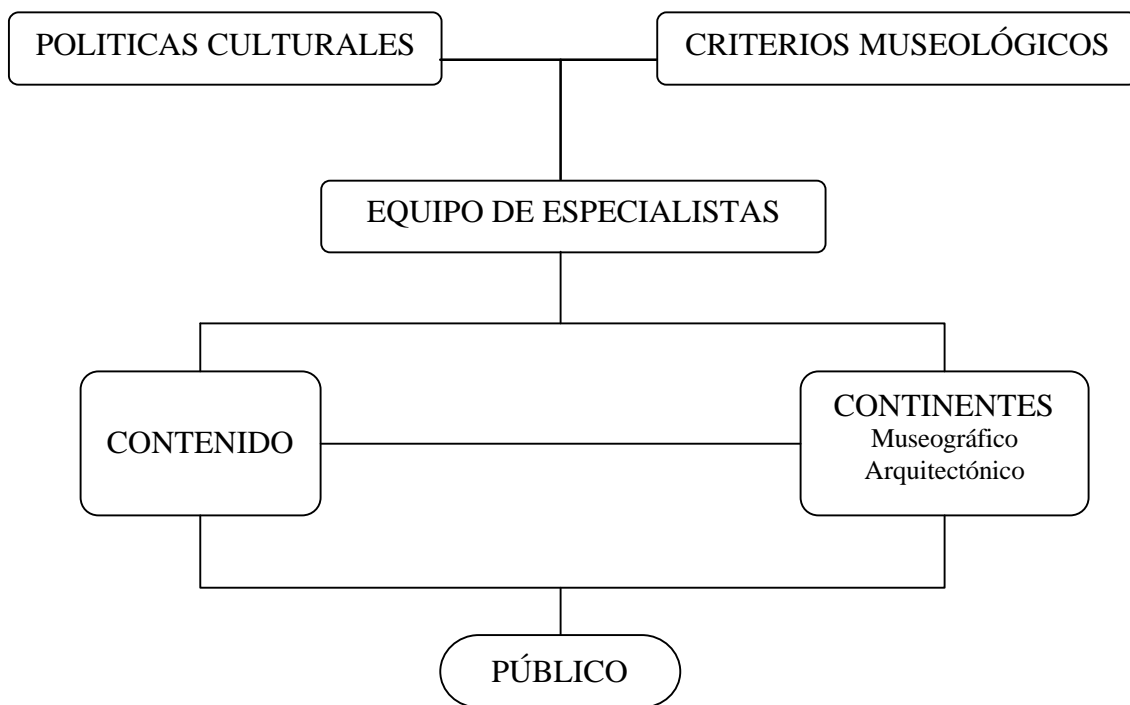 POLITICAS CULTURALES
CRITERIOS MUSEOLÓGICOS
EQUIPO DE ESPECIALISTAS
CONTENIDO
CONTINENTES
Museográfico
Arquitectónico
PÚBLICO